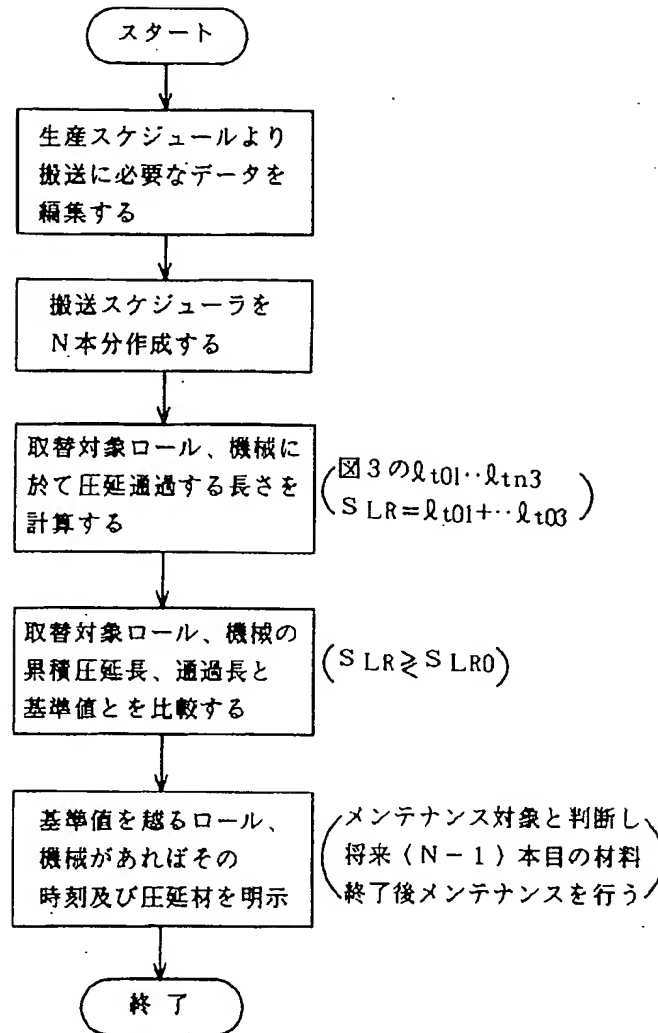 スタート
生産スケジュールより
搬送に必要なデータを
編集する
搬送スケジューラを
N本分作成する
取替対象ロール、機械に
於て圧延通過する長さを
計算する
(図3のℓt01‥ℓtn3
SLR=ℓt01+‥ℓt03)
取替対象ロール、機械の
累積圧延長、通過長と
基準値とを比較する
(SLR≷SLR0)
基準値を越るロール、
機械があればその
時刻及び圧延材を明示
(メンテナンス対象と判断し
将来(N-1)本目の材料
終了後メンテナンスを行う)
終了